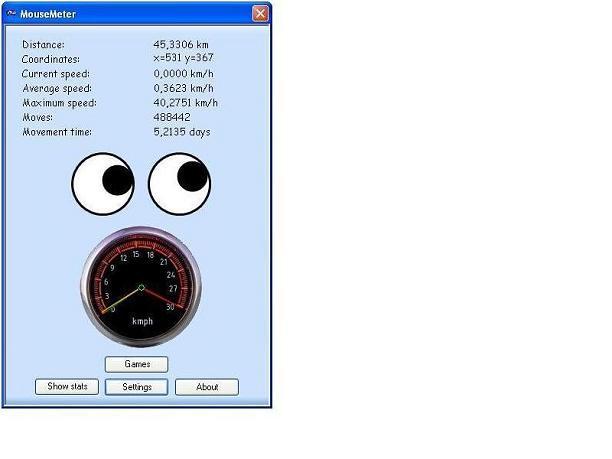 MouseMeter
Distance: 45,3306 km
Coordinates: x=531 y=367
Current speed: 0,0000 km/h
Average speed: 0,3623 km/h
Maximum speed: 40,2751 km/h
Moves: 488442
Movement time: 5,2135 days
0 3 6 9 12 15 18 21 24 27 30
kmph
Games
Show stats Settings About